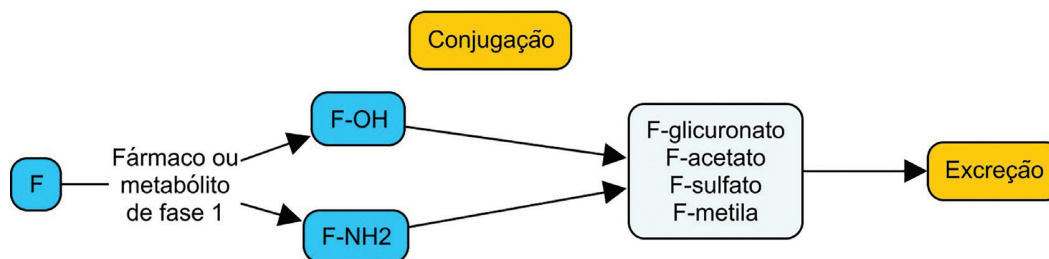 Conjugação
F
Fármaco ou
metabólito
de fase 1
F-OH
F-NH2
F-glicuronato
F-acetato
F-sulfato
F-metila
Excreção